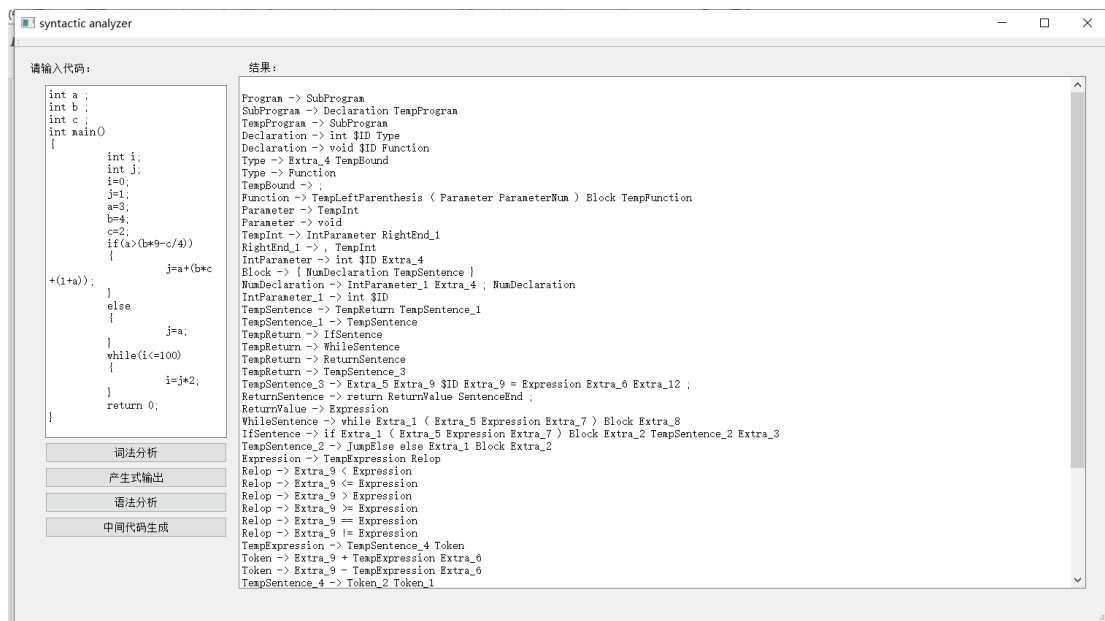 syntactic analyzer
请输入代码：
int a ;
int b ;
int c ;
int main()
{
int i;
int j;
i=0;
j=1;
a=3;
b=4;
c=2;
if(a>(b*9-c/4))
{
j=a+(b*c
+(1+a));
}
else
{
j=a;
}
while(i<=100)
{
i=j*2;
}
return 0;
}
词法分析
产生式输出
语法分析
中间代码生成
结果：
Program -> SubProgram
SubProgram -> Declaration TempProgram
TempProgram -> SubProgram
Declaration -> int $ID Type
Declaration -> void $ID Function
Type -> Extra_4 TempBound
Type -> Function
TempBound -> ;
Function -> TempLeftParenthesis ( Parameter ParameterNum ) Block TempFunction
Parameter -> TempInt
Parameter -> void
TempInt -> IntParameter RightEnd_1
RightEnd_1 -> , TempInt
IntParameter -> int $ID Extra_4
Block -> { NumDeclaration TempSentence }
NumDeclaration -> IntParameter_1 Extra_4 ; NumDeclaration
IntParameter_1 -> int $ID
TempSentence -> TempReturn TempSentence_1
TempSentence_1 -> TempSentence
TempReturn -> IfSentence
TempReturn -> WhileSentence
TempReturn -> ReturnSentence
TempReturn -> TempSentence_3
TempSentence_3 -> Extra_5 Extra_9 $ID Extra_9 = Expression Extra_6 Extra_12 ;
ReturnSentence -> return ReturnValue SentenceEnd ;
ReturnValue -> Expression
WhileSentence -> while Extra_1 ( Extra_5 Expression Extra_7 ) Block Extra_8
IfSentence -> if Extra_1 ( Extra_5 Expression Extra_7 ) Block Extra_2 TempSentence_2 Extra_3
TempSentence_2 -> JumpElse else Extra_1 Block Extra_2
Expression -> TempExpression Relop
Relop -> Extra_9 < Expression
Relop -> Extra_9 <= Expression
Relop -> Extra_9 > Expression
Relop -> Extra_9 >= Expression
Relop -> Extra_9 == Expression
Relop -> Extra_9 != Expression
TempExpression -> TempSentence_4 Token
Token -> Extra_9 + TempExpression Extra_6
Token -> Extra_9 - TempExpression Extra_6
TempSentence_4 -> Token_2 Token_1